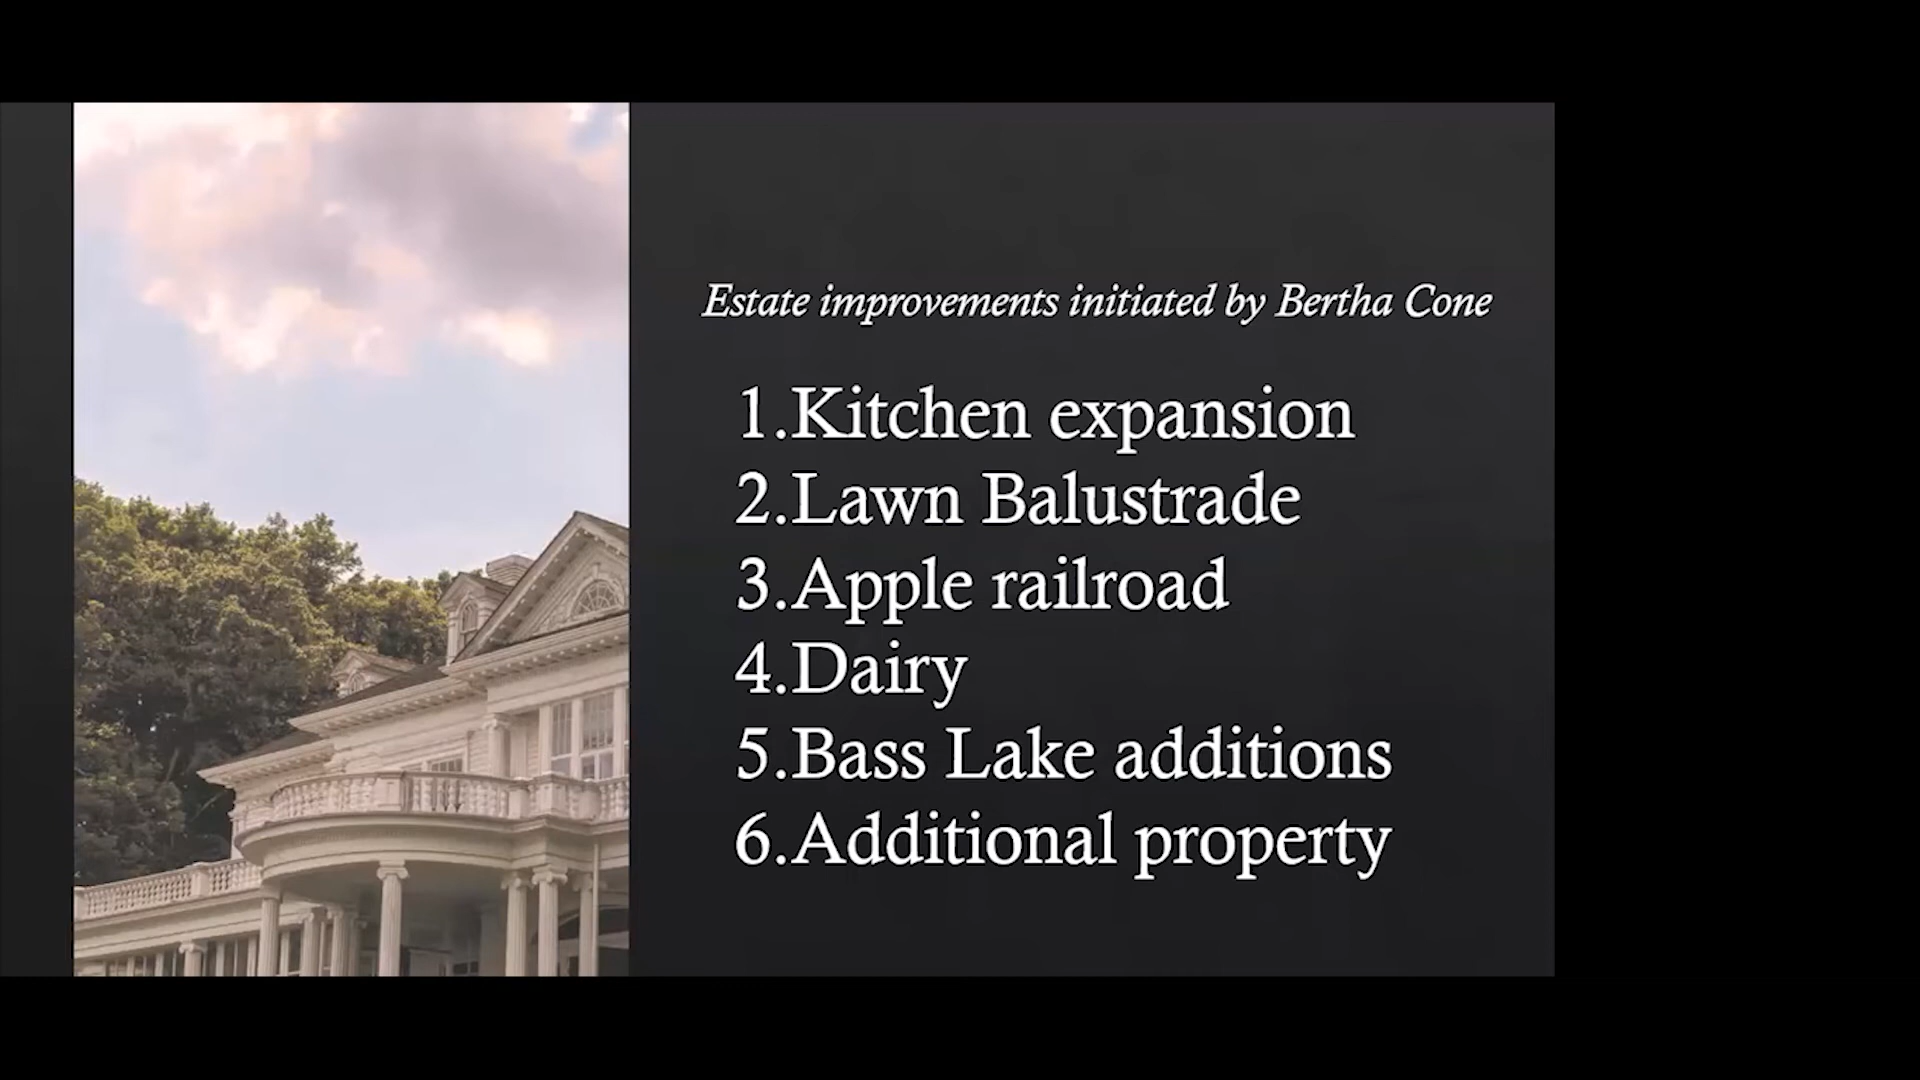 Estate improvements initiated by Bertha Cone
1.Kitchen expansion
2.Lawn Balustrade
3.Apple railroad
4.Dairy
5.Bass Lake additions
6.Additional property